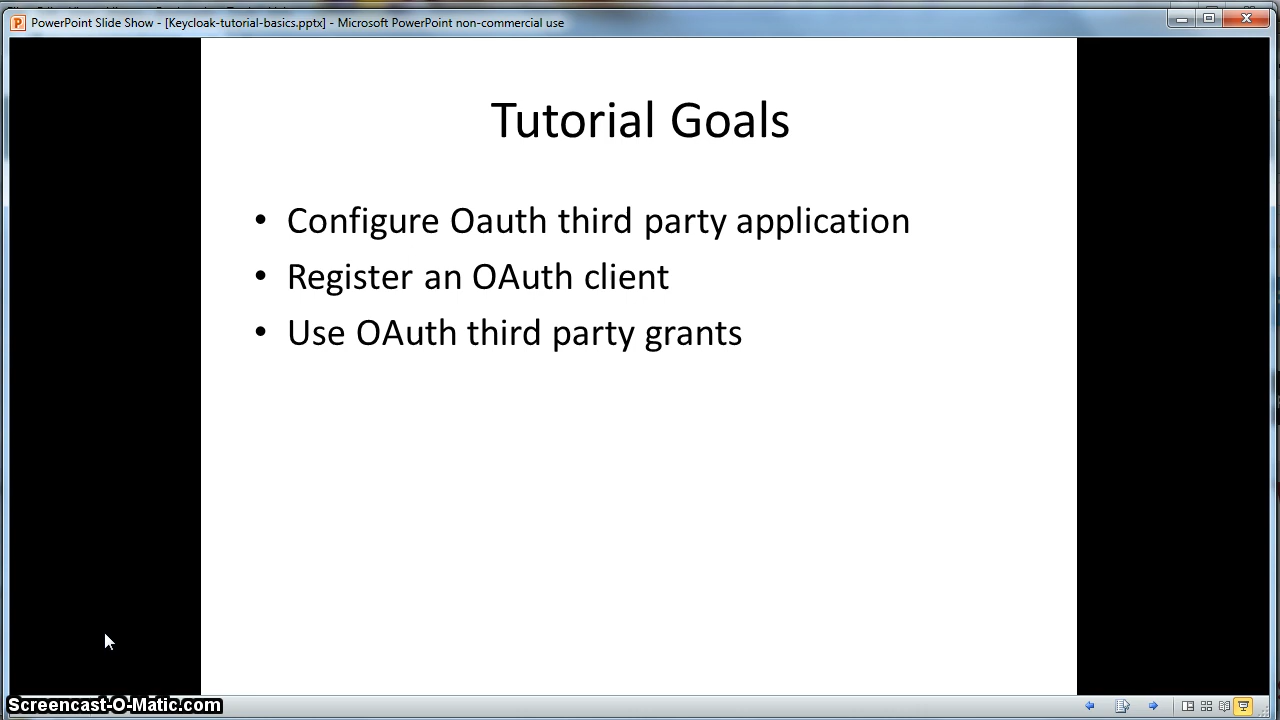 PowerPoint Slide Show - [Keycloak-tutorial-basics.pptx] - Microsoft PowerPoint non-commercial use
Tutorial Goals
• Configure Oauth third party application
• Register an OAuth client
• Use OAuth third party grants
Screencast-O-Matic.com